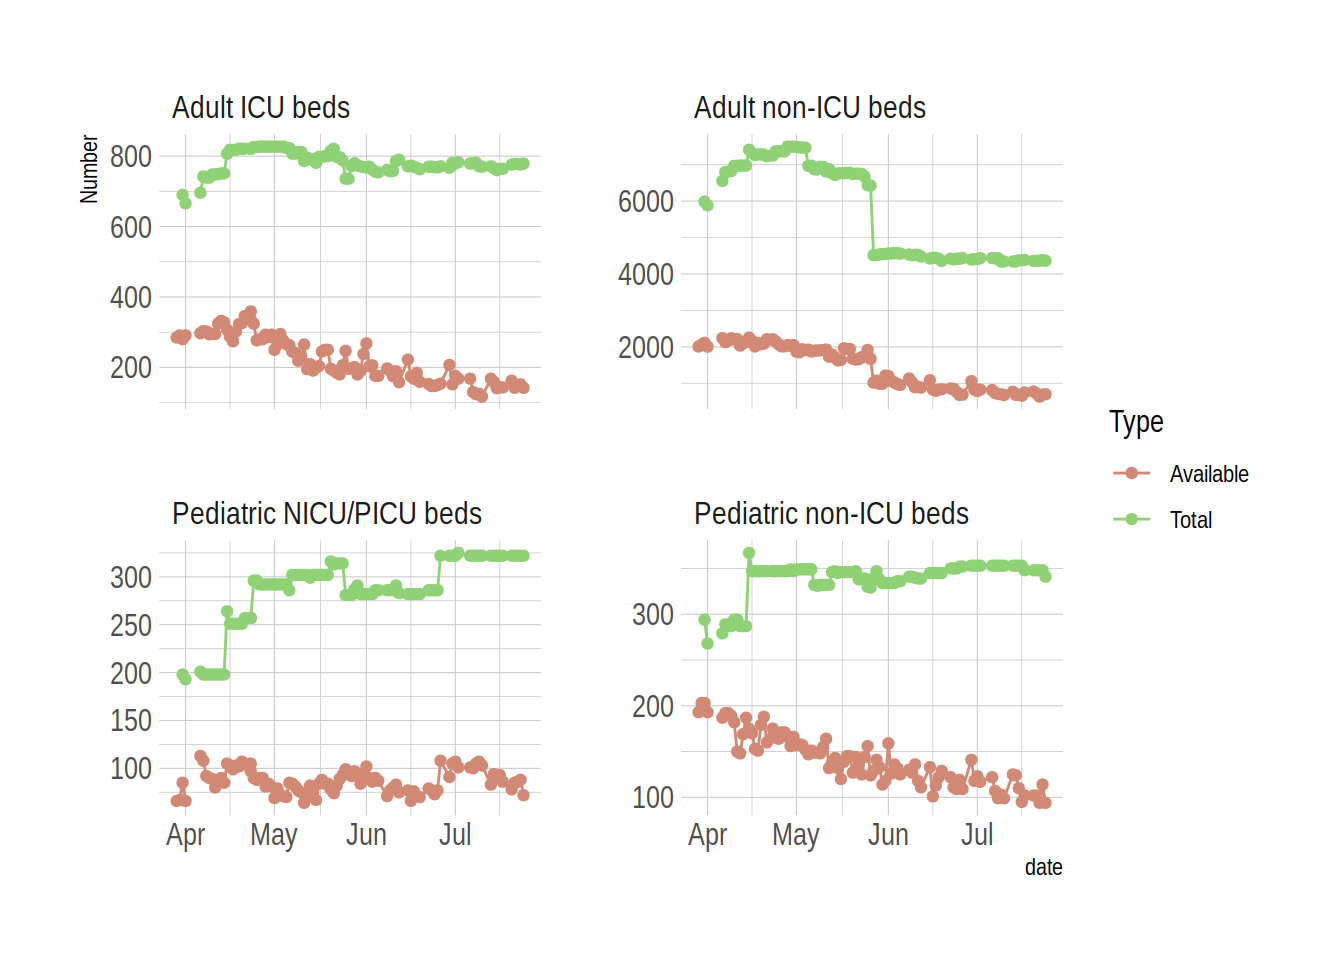 Adult ICU beds
Adult non-ICU beds
Number
800
600
400
200
6000
4000
2000
Type
Available
Total
Pediatric NICU/PICU beds
Pediatric non-ICU beds
300
250
200
150
100
300
200
100
Apr May Jun Jul
Apr May Jun Jul
date